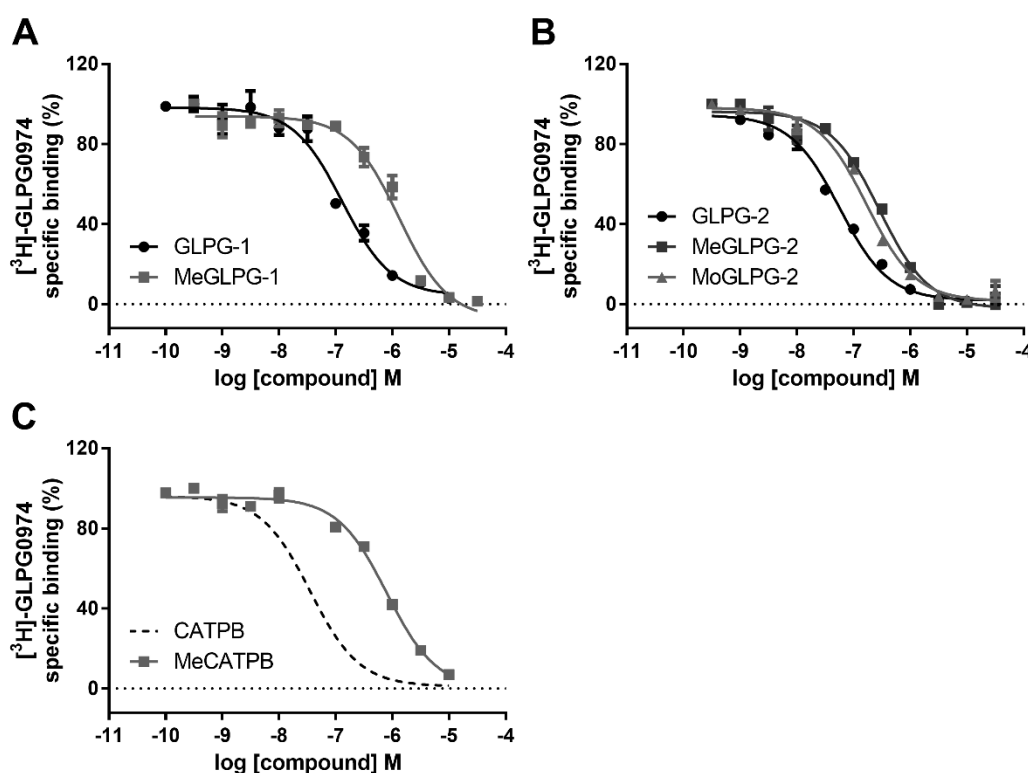 A
120
80
40
0
[³H]-GLPG0974
specific binding (%)
GLPG-1
MeGLPG-1
-11 -10 -9 -8 -7 -6 -5 -4
log [compound] M
B
120
80
40
0
[³H]-GLPG0974
specific binding (%)
GLPG-2
MeGLPG-2
MoGLPG-2
-11 -10 -9 -8 -7 -6 -5 -4
log [compound] M
C
120
80
40
0
[³H]-GLPG0974
specific binding (%)
CATPB
MeCATPB
-11 -10 -9 -8 -7 -6 -5 -4
log [compound] M